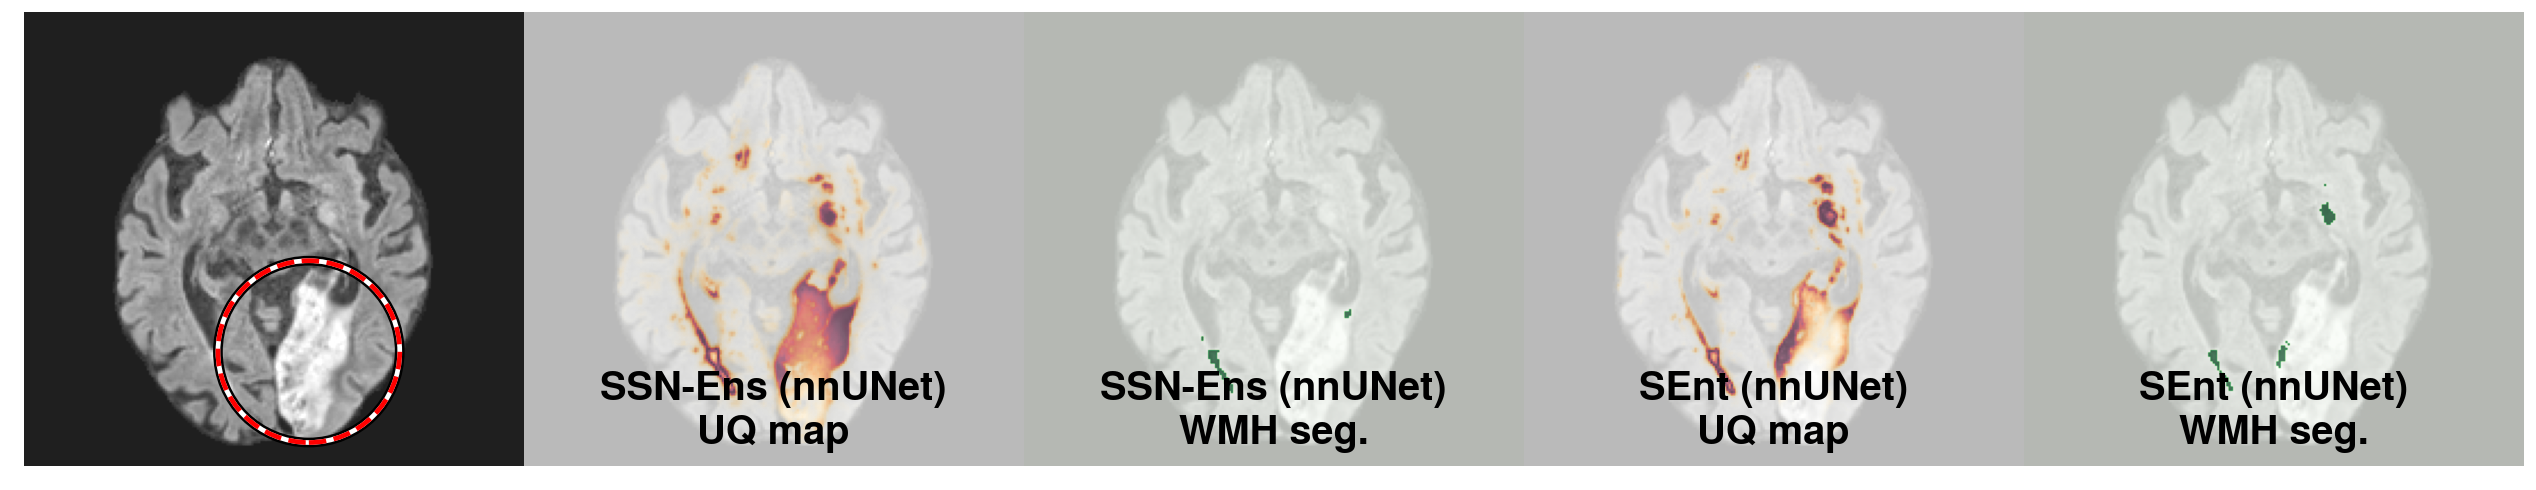 SSN-Ens (nnUNet)
UQ map
SSN-Ens (nnUNet)
WMH seg.
SEnt (nnUNet)
UQ map
SEnt (nnUNet)
WMH seg.